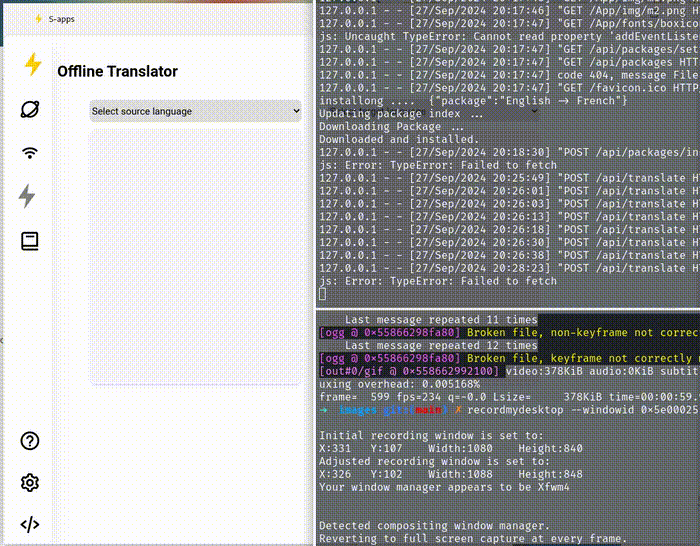 S-apps
Offline Translator
Select source language
127.0.0.1 - - [27/Sep/2024 20:17:46] "GET /App/img/m2.png H
127.0.0.1 - - [27/Sep/2024 20:17:47] "GET /App/fonts/boxico
js: Uncaught TypeError: Cannot read property 'addEventListe
127.0.0.1 - - [27/Sep/2024 20:17:47] "GET /api/packages/set
127.0.0.1 - - [27/Sep/2024 20:17:46] "GET /api/packages HTT
127.0.0.1 - - [27/Sep/2024 20:17:47] code 404, message File
127.0.0.1 - - [27/Sep/2024 20:17:47] "GET /favicon.ico HTTP
installong .... {"package":"English → French"}
Updating package index ...
Downloading Package ...
Downloaded and installed.
127.0.0.1 - - [27/Sep/2024 20:18:30] "POST /api/packages/in
js: Error: TypeError: Failed to fetch
127.0.0.1 - - [27/Sep/2024 20:25:49] "POST /api/translate H
127.0.0.1 - - [27/Sep/2024 20:26:01] "POST /api/translate H
127.0.0.1 - - [27/Sep/2024 20:26:03] "POST /api/translate H
127.0.0.1 - - [27/Sep/2024 20:26:13] "POST /api/translate H
127.0.0.1 - - [27/Sep/2024 20:26:18] "POST /api/translate H
127.0.0.1 - - [27/Sep/2024 20:26:30] "POST /api/translate H
127.0.0.1 - - [27/Sep/2024 20:26:38] "POST /api/translate H
127.0.0.1 - - [27/Sep/2024 20:28:23] "POST /api/translate H
js: Error: TypeError: Failed to fetch
Last message repeated 11 times
[ogg @ 0x55866298fa80] Broken file, non-keyframe not correc
Last message repeated 12 times
[ogg @ 0x55866298fa80] Broken file, keyframe not correctly
[out#0/gif @ 0x558662992100] video:378KiB audio:0KiB subtit
uxing overhead: 0.005168%
frame= 599 fps=234 q=-0.0 Lsize= 378KiB time=00:00:59.
→ images git:(main) ✗ recordmydesktop --windowid 0×5e00025
Initial recording window is set to:
X:331 Y:107 Width:1080 Height:840
Adjusted recording window is set to:
X:326 Y:102 Width:1088 Height:848
Your window manager appears to be Xfwm4
Detected compositing window manager.
Reverting to full screen capture at every frame.